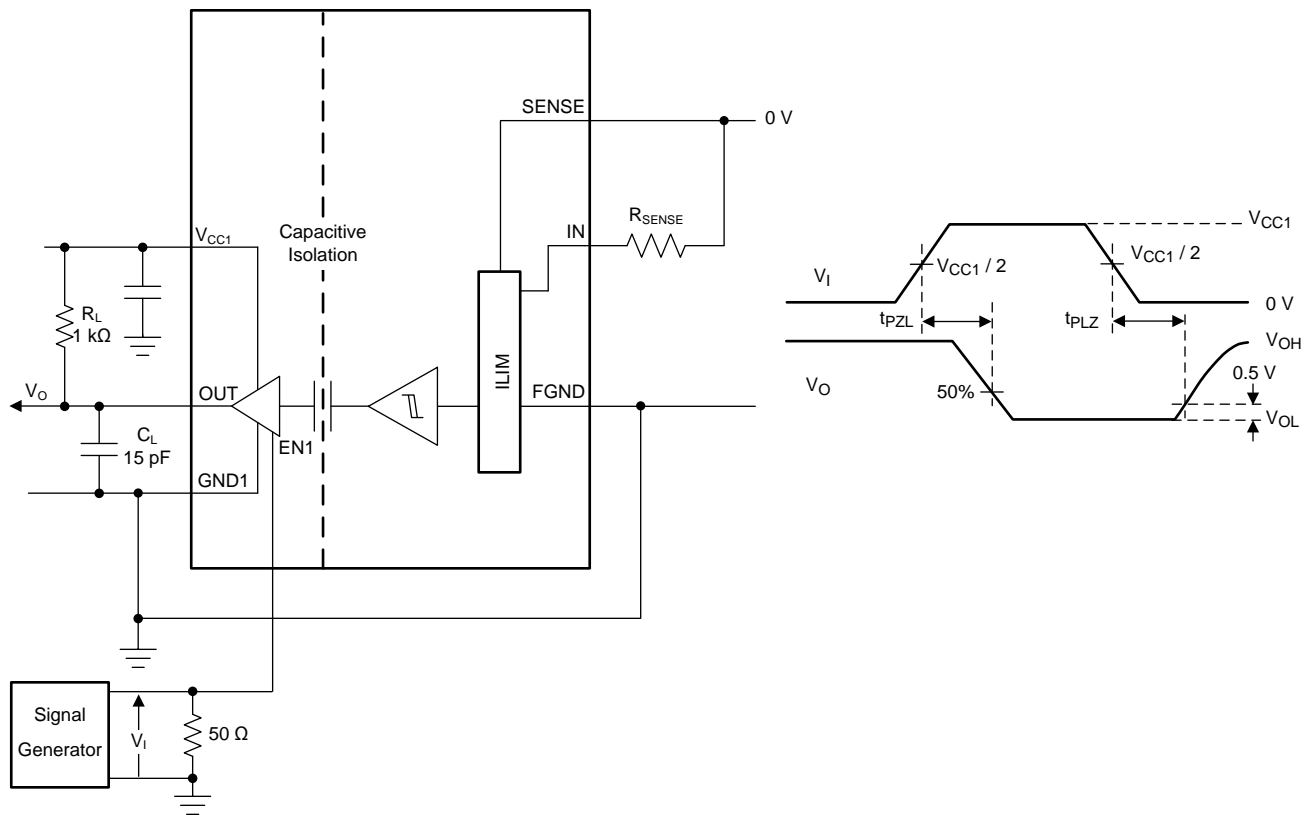 SENSE
0 V
RSENSE
IN
VCC1
Capacitive
Isolation
RL
1 kΩ
ILIM
VO
OUT
FGND
EN1
CL
15 pF
GND1
Signal
Generator
VI
50 Ω
VCC1
VCC1 / 2
VCC1 / 2
VI
0 V
tPZL
tPLZ
VOH
0.5 V
VO
50%
VOL